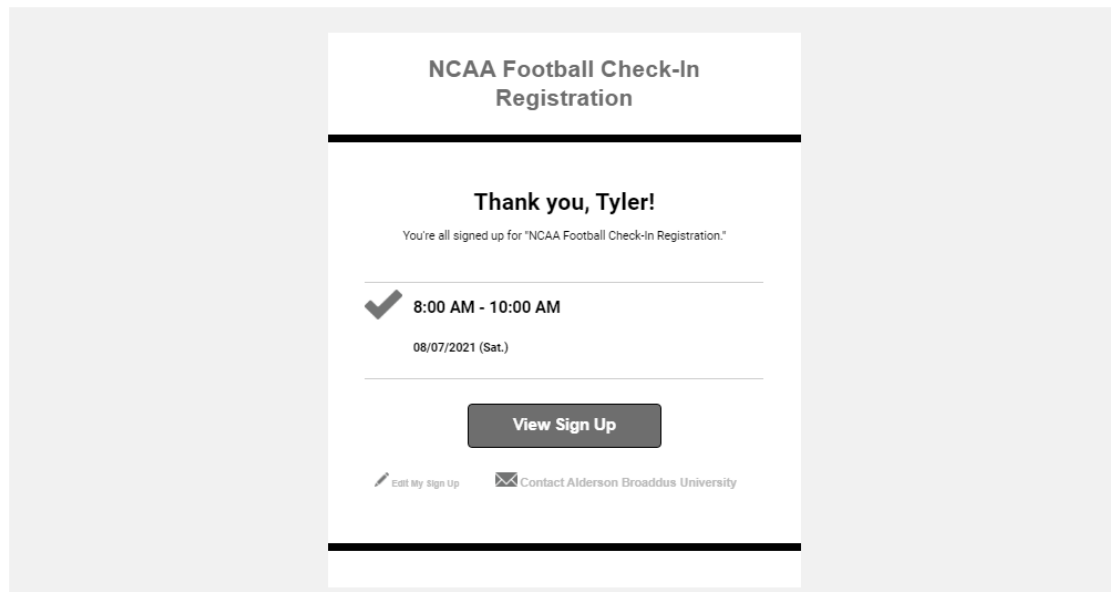 NCAA Football Check-In
Registration
Thank you, Tyler!
You're all signed up for "NCAA Football Check-In Registration."
8:00 AM - 10:00 AM
08/07/2021 (Sat.)
View Sign Up
Edit My Sign Up
Contact Alderson Broaddus University